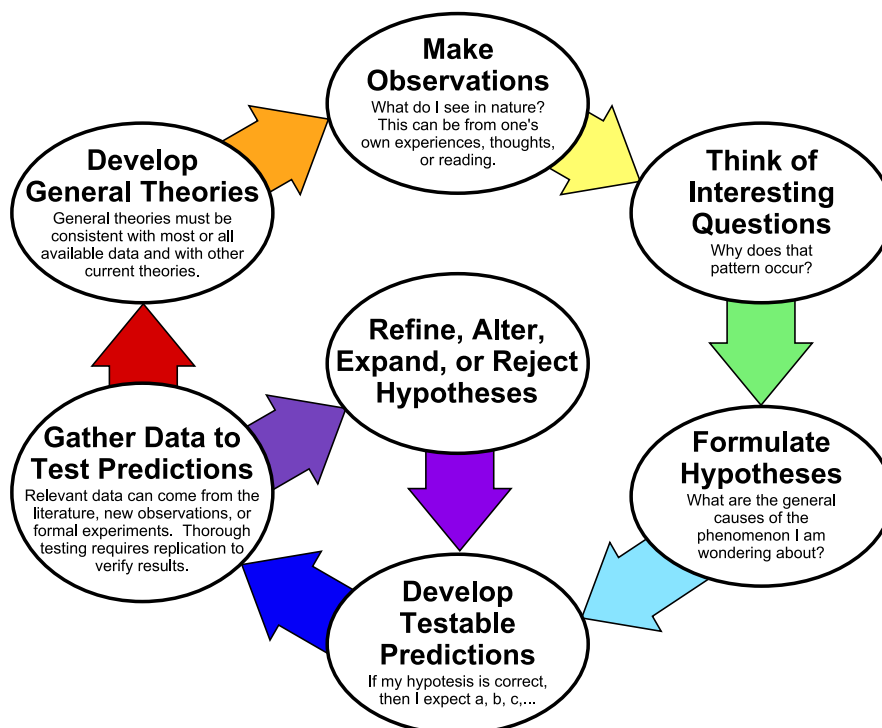 Make
Observations
What do I see in nature?
This can be from one's
own experiences, thoughts,
or reading.
Think of
Interesting
Questions
Why does that
pattern occur?
Formulate
Hypotheses
What are the general
causes of the
phenomenon I am
wondering about?
Develop
Testable
Predictions
If my hypotesis is correct,
then I expect a, b, c,...
Gather Data to
Test Predictions
Relevant data can come from the
literature, new observations, or
formal experiments. Thorough
testing requires replication to
verify results.
Refine, Alter,
Expand, or Reject
Hypotheses
Develop
General Theories
General theories must be
consistent with most or all
available data and with other
current theories.